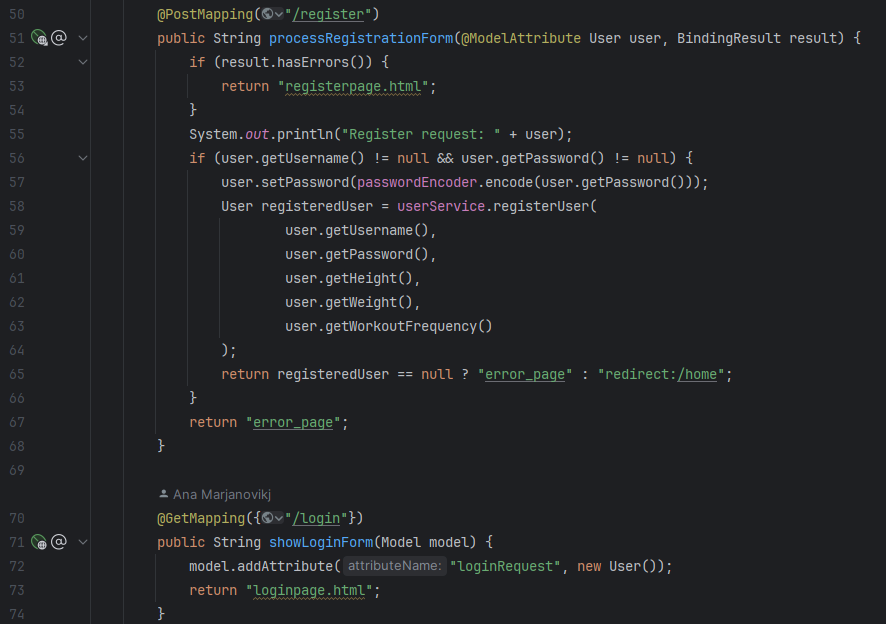 50 @PostMapping("/register")
51 @ public String processRegistrationForm(@ModelAttribute User user, BindingResult result) {
52 if (result.hasErrors()) {
53 return "registerpage.html";
54 }
55 System.out.println("Register request: " + user);
56 if (user.getUsername() != null && user.getPassword() != null) {
57 user.setPassword(passwordEncoder.encode(user.getPassword()));
58 User registeredUser = userService.registerUser(
59 user.getUsername(),
60 user.getPassword(),
61 user.getHeight(),
62 user.getWeight(),
63 user.getWorkoutFrequency()
64 );
65 return registeredUser == null ? "error_page" : "redirect:/home";
66 }
67 return "error_page";
68 }
69
Ana Marjanovikj
70 @GetMapping({"/login"})
71 @ public String showLoginForm(Model model) {
72 model.addAttribute( attributeName: "loginRequest", new User());
73 return "loginpage.html";
74 }